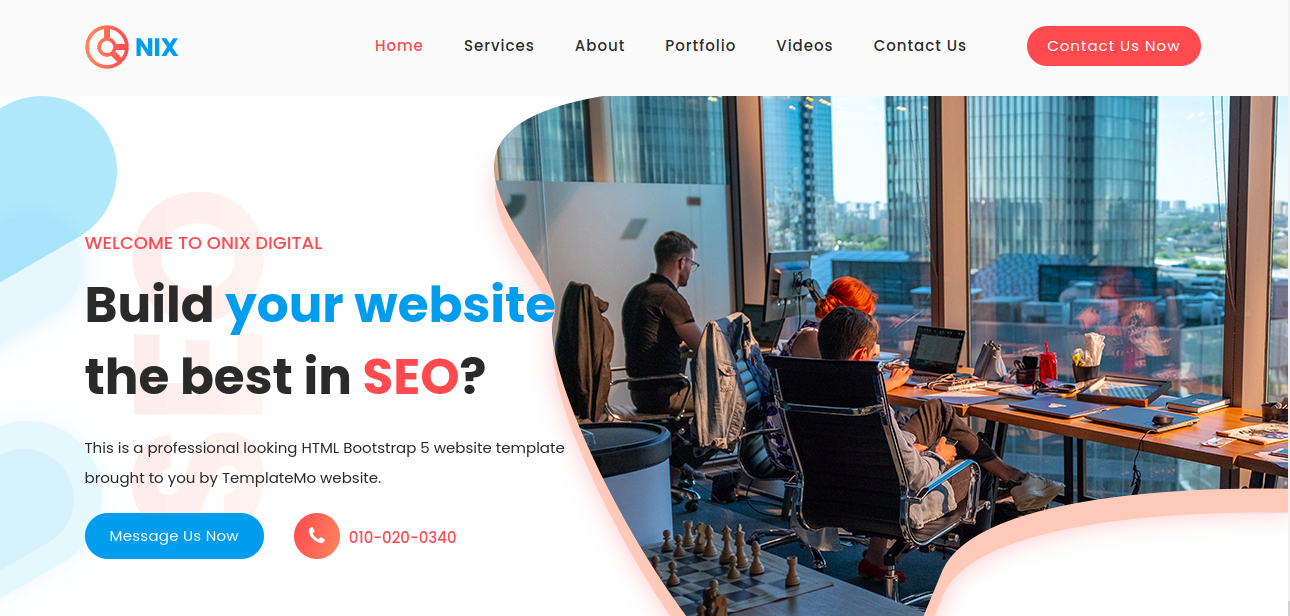 NIX
Home Services About Portfolio Videos Contact Us Contact Us Now
SEO
WELCOME TO ONIX DIGITAL
Build your website
the best in SEO?
This is a professional looking HTML Bootstrap 5 website template
brought to you by TemplateMo website.
Message Us Now 010-020-0340